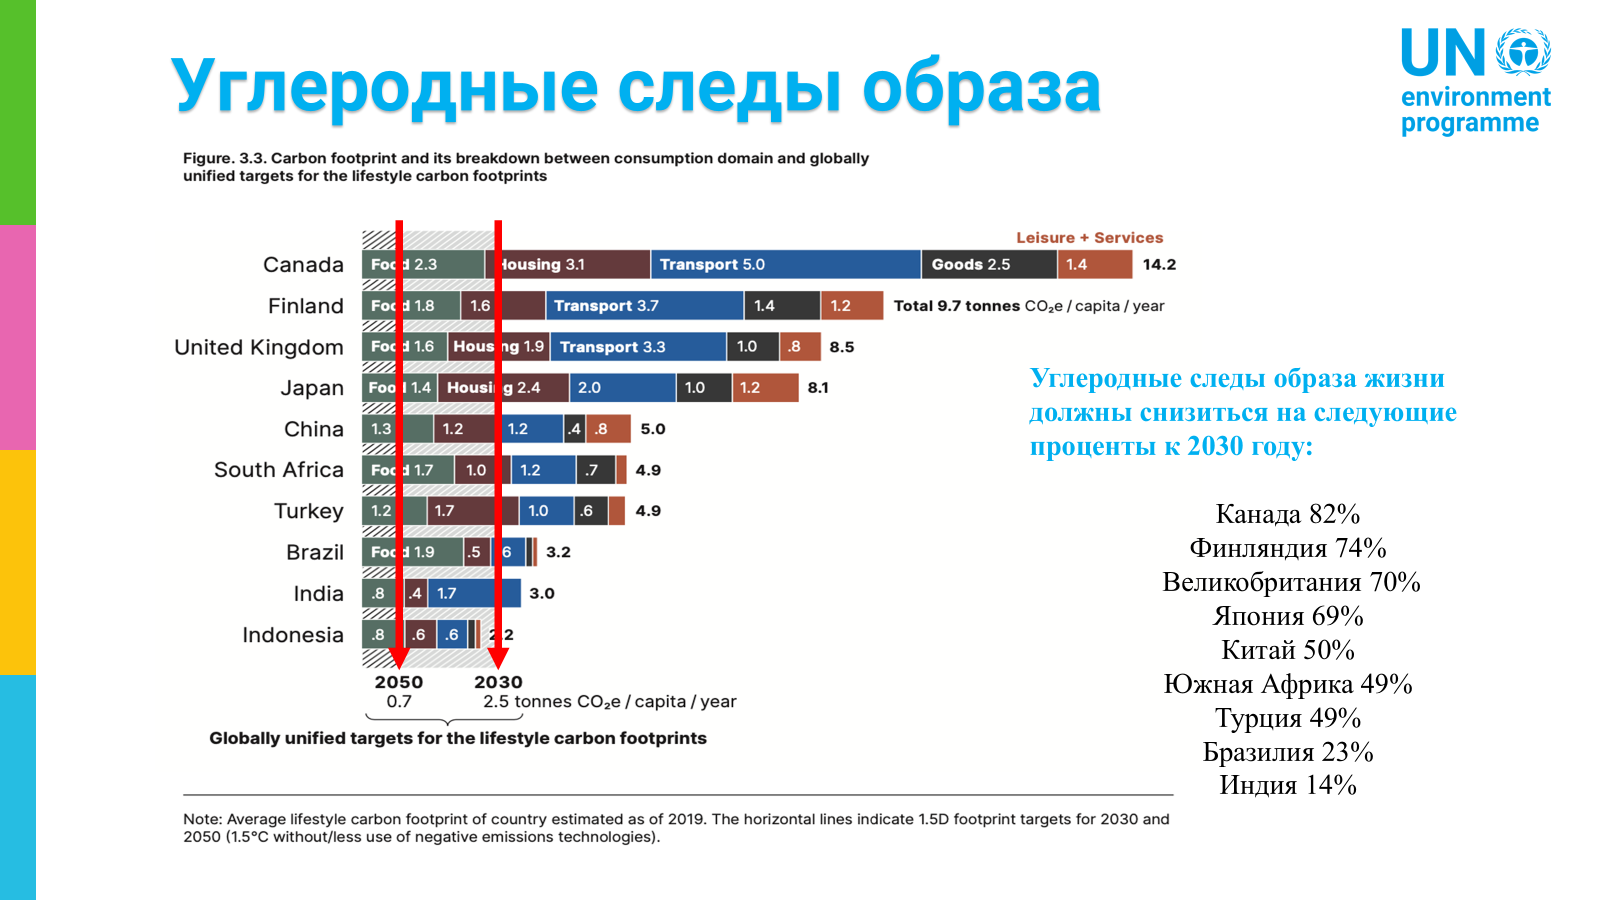 Углеродные следы образа
UN
environment
programme
Figure. 3.3. Carbon footprint and its breakdown between consumption domain and globally
unified targets for the lifestyle carbon footprints
Leisure + Services
Canada Food 2.3 Housing 3.1 Transport 5.0 Goods 2.5 1.4 14.2
Finland Food 1.8 1.6 Transport 3.7 1.4 1.2 Total 9.7 tonnes CO₂e / capita / year
United Kingdom Food 1.6 Housing 1.9 Transport 3.3 1.0 .8 8.5
Japan Food 1.4 Housing 2.4 2.0 1.0 1.2 8.1
China 1.3 1.2 1.2 .4 .8 5.0
South Africa Food 1.7 1.0 1.2 .7 4.9
Turkey 1.2 1.7 1.0 .6 4.9
Brazil Food 1.9 .5 .6 3.2
India .8 .4 1.7 3.0
Indonesia .8 .6 .6 2.2
2050 2030
0.7 2.5 tonnes CO₂e / capita / year
Globally unified targets for the lifestyle carbon footprints
Углеродные следы образа жизни
должны снизиться на следующие
проценты к 2030 году:
Канада 82%
Финляндия 74%
Великобритания 70%
Япония 69%
Китай 50%
Южная Африка 49%
Турция 49%
Бразилия 23%
Индия 14%
Note: Average lifestyle carbon footprint of country estimated as of 2019. The horizontal lines indicate 1.5D footprint targets for 2030 and
2050 (1.5°C without/less use of negative emissions technologies).